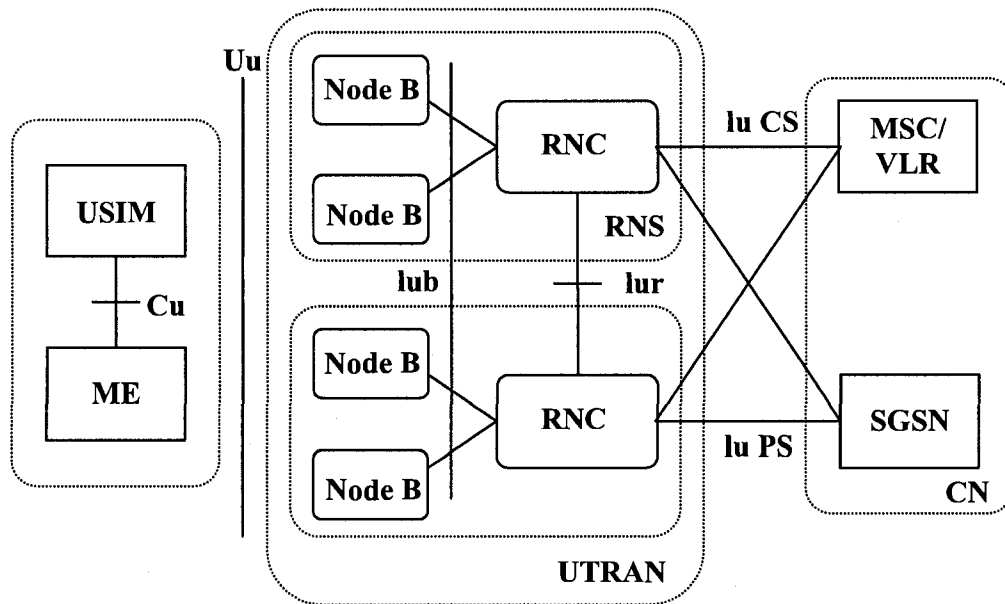 Uu
USIM
Cu
ME
Node B
Node B
RNC
RNS
Iub
Iur
Node B
Node B
RNC
UTRAN
Iu CS
MSC/
VLR
Iu PS
SGSN
CN